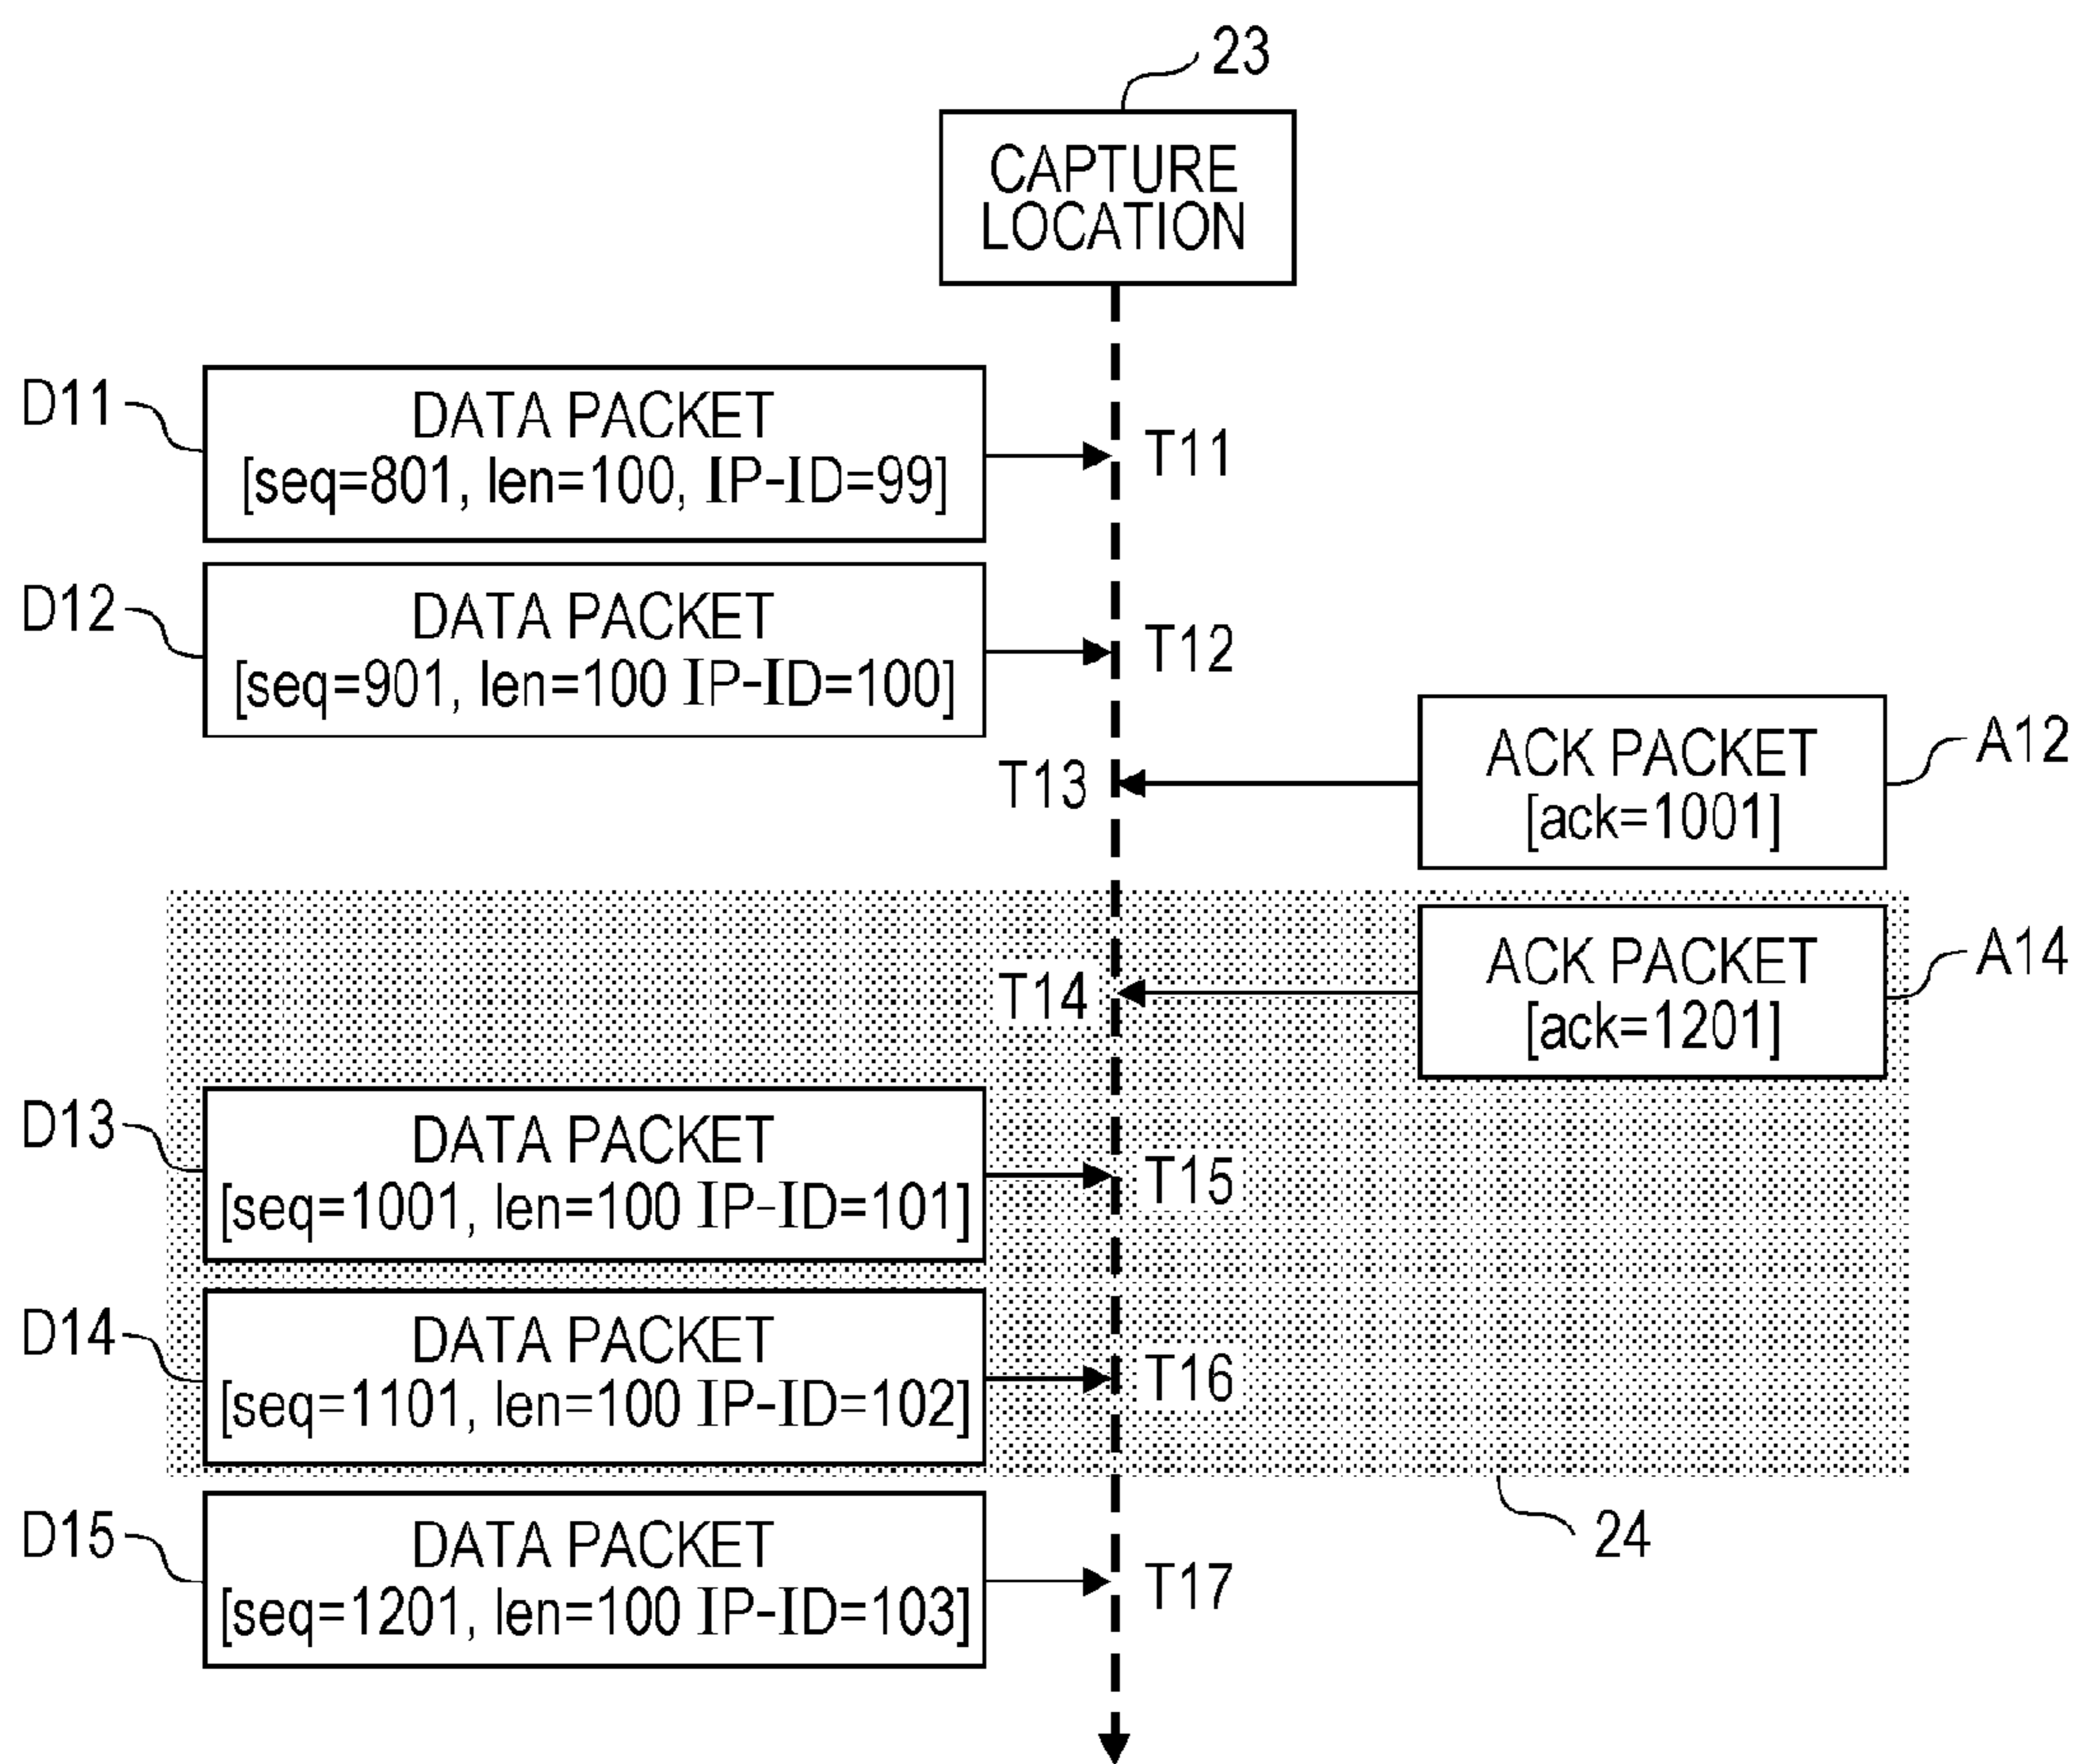 23
CAPTURE
LOCATION
D11
DATA PACKET
[seq=801, len=100, IP-ID=99]
T11
D12
DATA PACKET
[seq=901, len=100 IP-ID=100]
T12
T13
ACK PACKET
[ack=1001]
A12
T14
ACK PACKET
[ack=1201]
A14
D13
DATA PACKET
[seq=1001, len=100 IP-ID=101]
T15
D14
DATA PACKET
[seq=1101, len=100 IP-ID=102]
T16
24
D15
DATA PACKET
[seq=1201, len=100 IP-ID=103]
T17